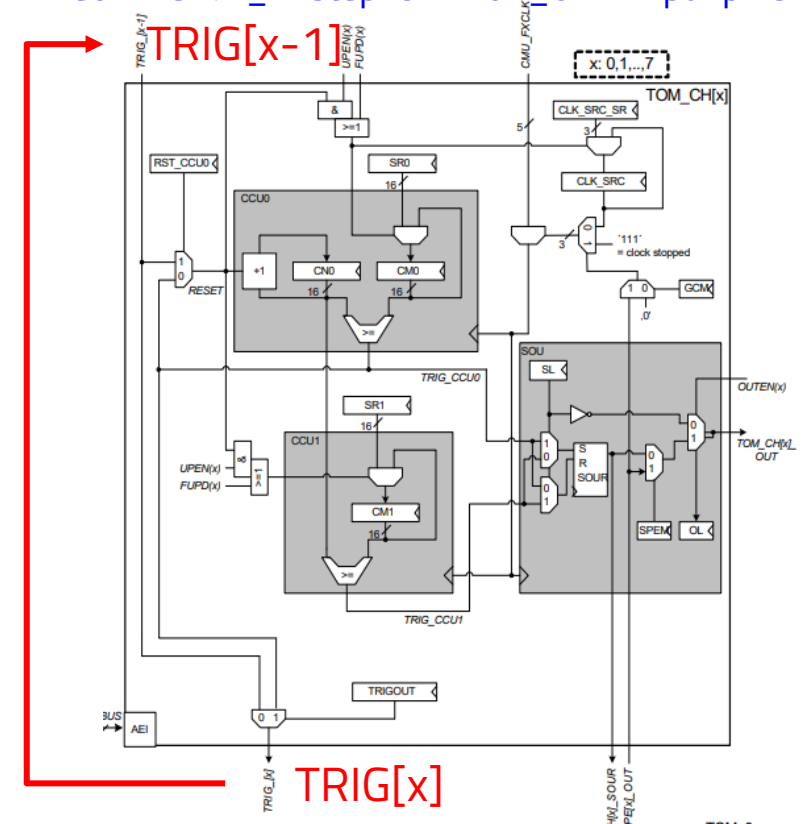 TRIG[x-1]
TRIG_[x-1]
UPEN(x)
FUPD(x)
CMU_FXCLK
x: 0,1,..,7
TOM_CH[x]
&
>=1
5
CLK_SRC_SR
3
RST_CCU0
SR0
16
CLK_SRC
CCU0
0
1
'111'
= clock stopped
3
1
0
RESET
+1
CN0
CM0
16
16
1 0
GCM
,0'
>=
SOU
TRIG_CCU0
SL
OUTEN(x)
SR1
16
0
1
TOM_CH[x]_
OUT
CCU1
1
0
S
R
SOUR
0
1
&
>=1
UPEN(x)
FUPD(x)
0
1
CM1
16
SPEM
OL
>=
TRIG_CCU1
TRIGOUT
0 1
BUS
AEI
TRIG_[x]
TRIG[x]